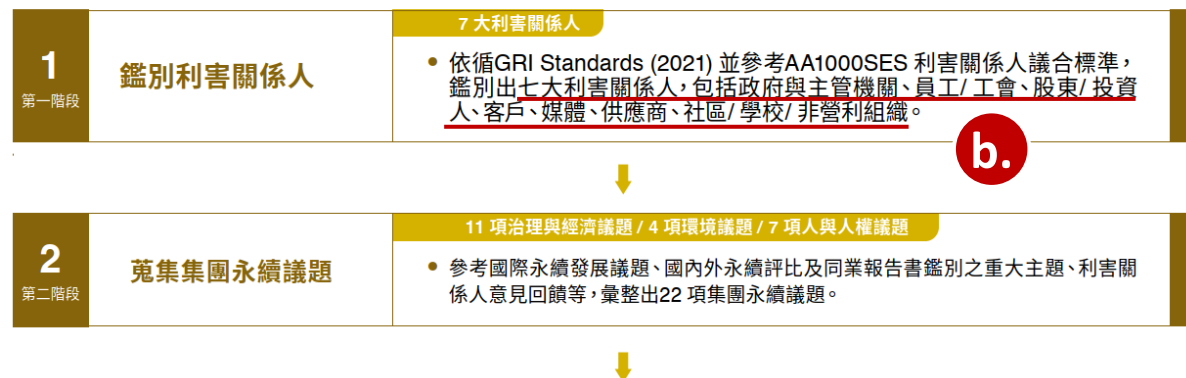 1
第一階段
鑑別利害關係人
7 大利害關係人
• 依循GRI Standards (2021) 並參考AA1000SES 利害關係人議合標準，
鑑別出七大利害關係人，包括政府與主管機關、員工/ 工會、股東/ 投資
人、客戶、媒體、供應商、社區/ 學校/ 非營利組織。
b.
2
第二階段
蒐集集團永續議題
11 項治理與經濟議題 / 4 項環境議題 / 7 項人與人權議題
• 參考國際永續發展議題、國內外永續評比及同業報告書鑑別之重大主題、利害關
係人意見回饋等，彙整出22 項集團永續議題。